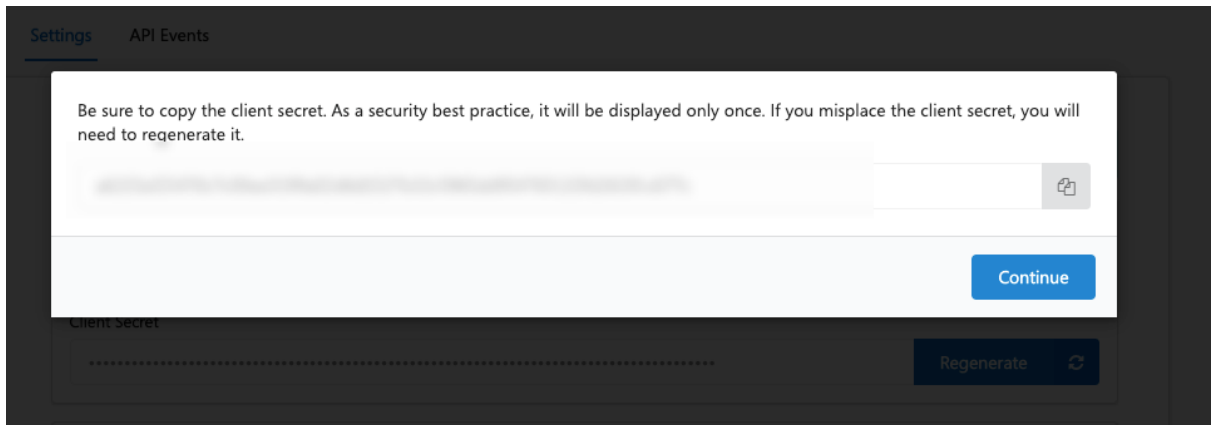 Settings API Events
Be sure to copy the client secret. As a security best practice, it will be displayed only once. If you misplace the client secret, you will
need to regenerate it.
Continue
Client Secret
Regenerate